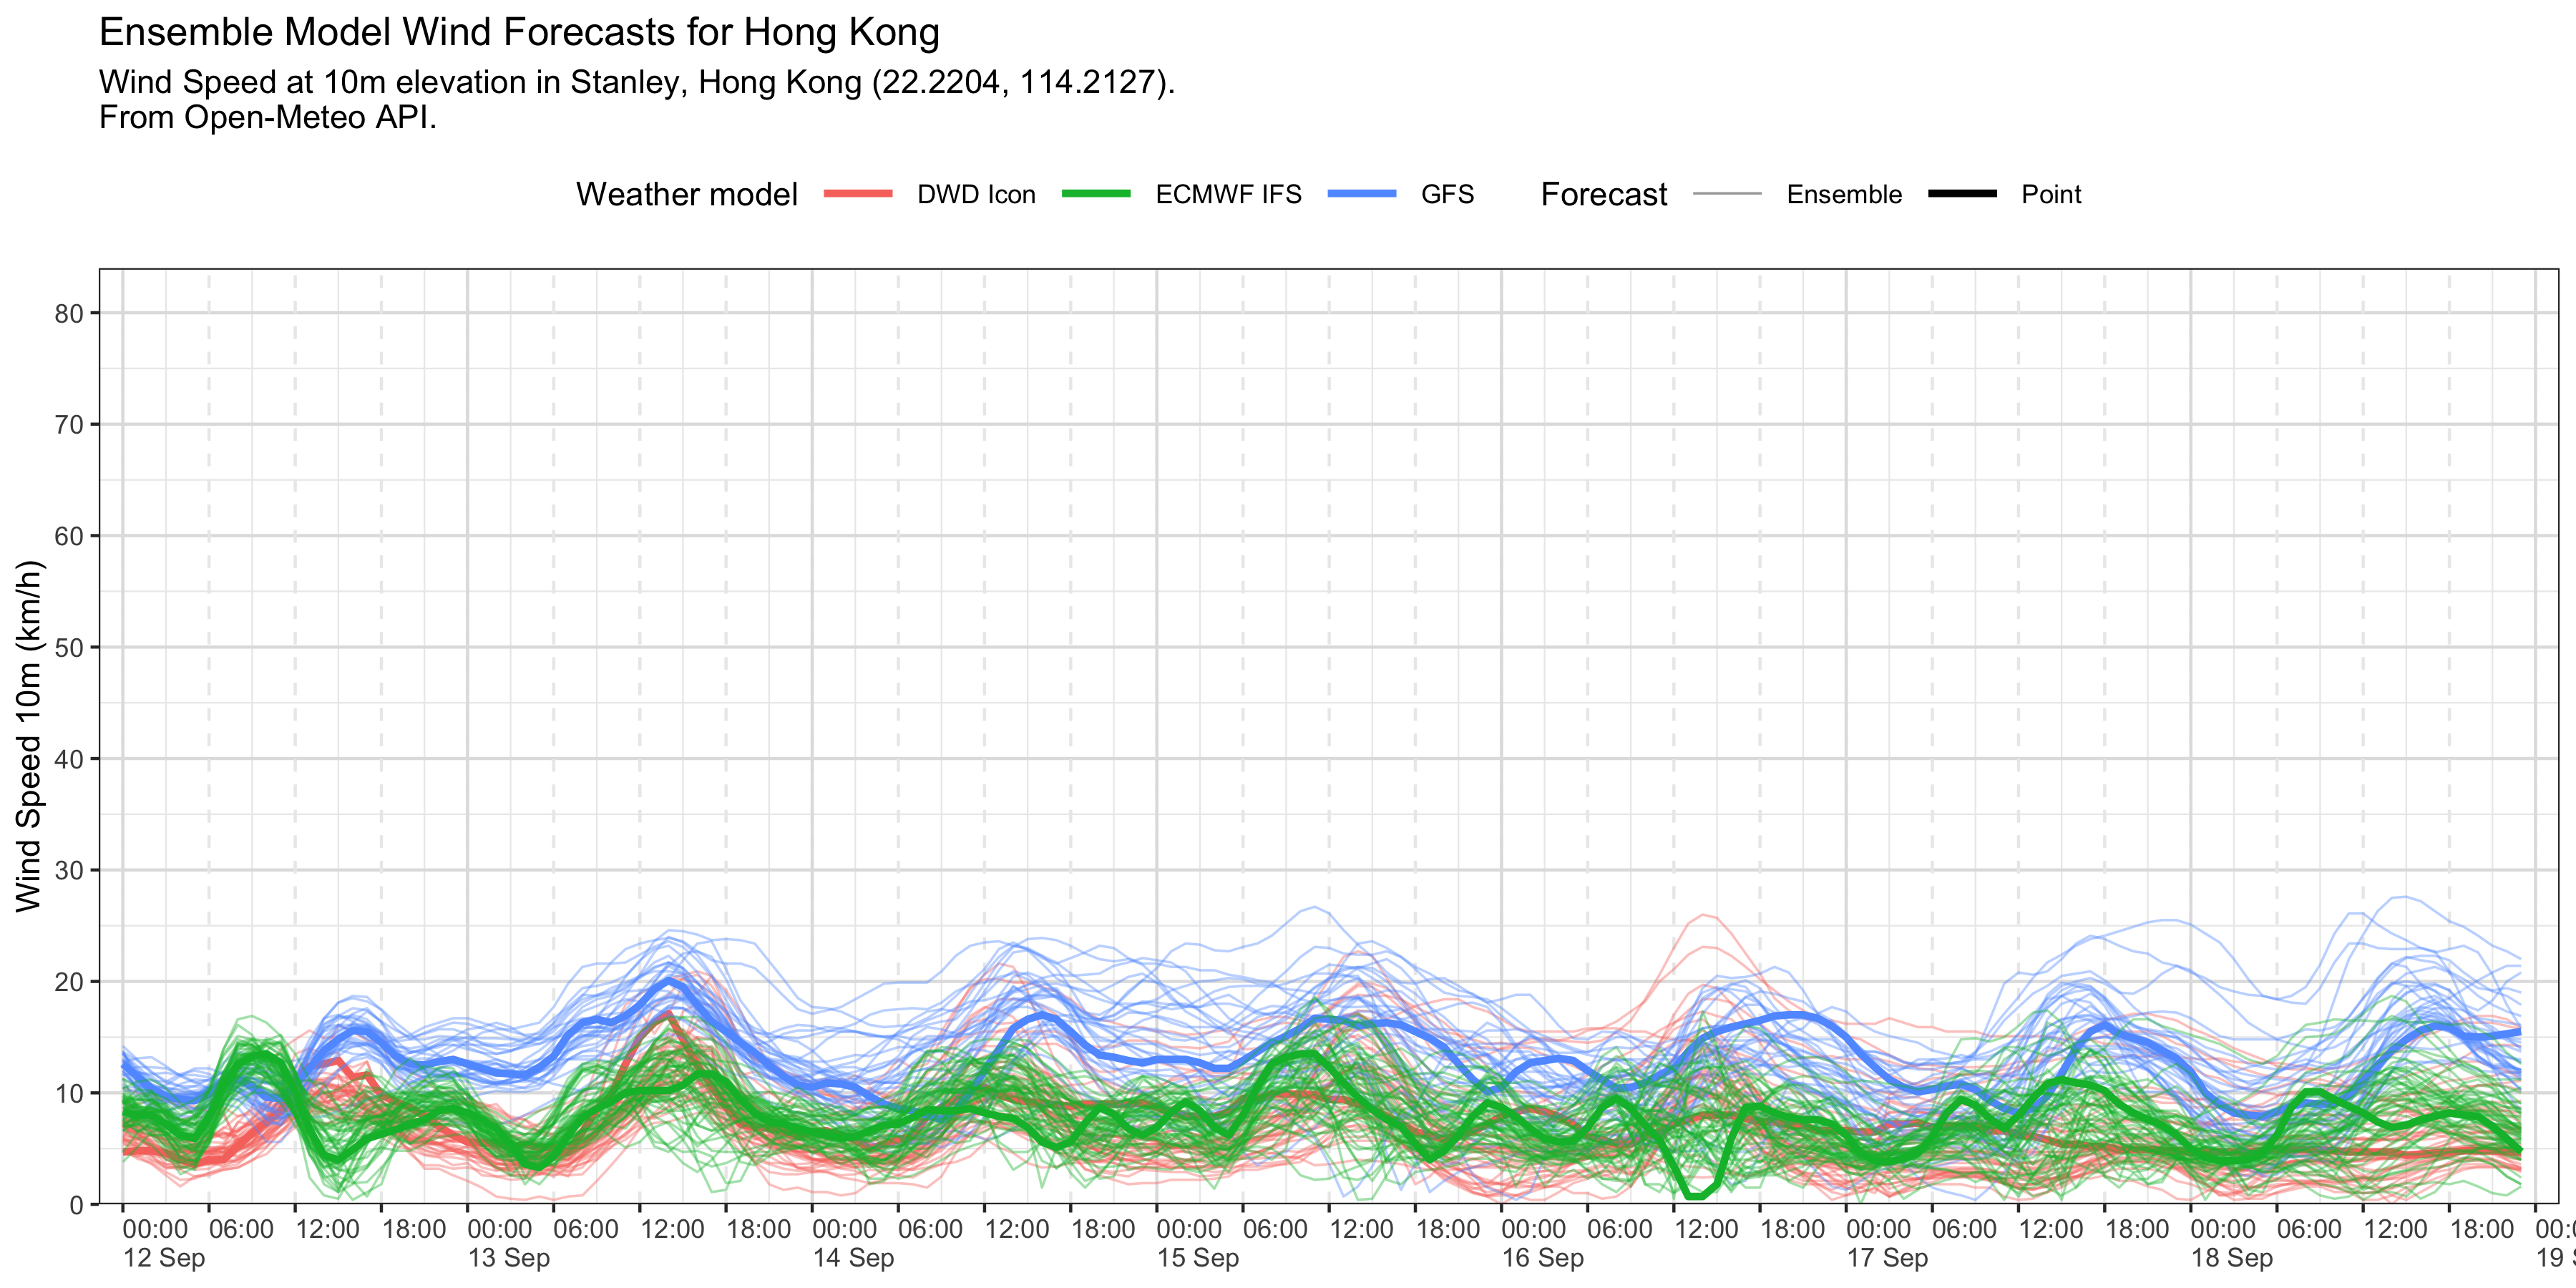 Ensemble Model Wind Forecasts for Hong Kong
Wind Speed at 10m elevation in Stanley, Hong Kong (22.2204, 114.2127).
From Open-Meteo API.
Weather model DWD Icon ECMWF IFS GFS Forecast Ensemble Point
Wind Speed 10m (km/h)
80
70
60
50
40
30
20
10
0
00:00 06:00 12:00 18:00 00:00 06:00 12:00 18:00 00:00 06:00 12:00 18:00 00:00 06:00 12:00 18:00 00:00 06:00 12:00 18:00 00:00 06:00 12:00 18:00 00:00 06:00 12:00 18:00 00:0
12 Sep 13 Sep 14 Sep 15 Sep 16 Sep 17 Sep 18 Sep 19 S